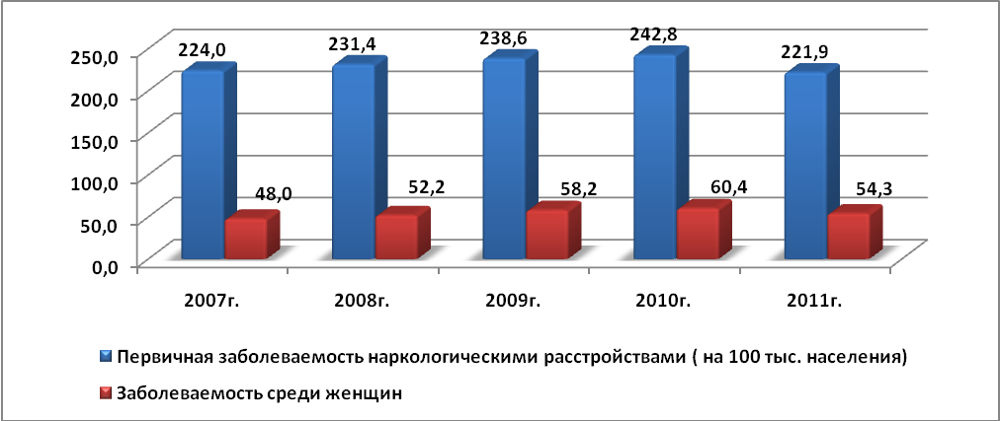 224,0 231,4 238,6 242,8 221,9
250,0
200,0
150,0
100,0
50,0
0,0
48,0 52,2 58,2 60,4 54,3
2007г. 2008г. 2009г. 2010г. 2011г.
Первичная заболеваемость наркологическими расстройствами ( на 100 тыс. населения)
Заболеваемость среди женщин